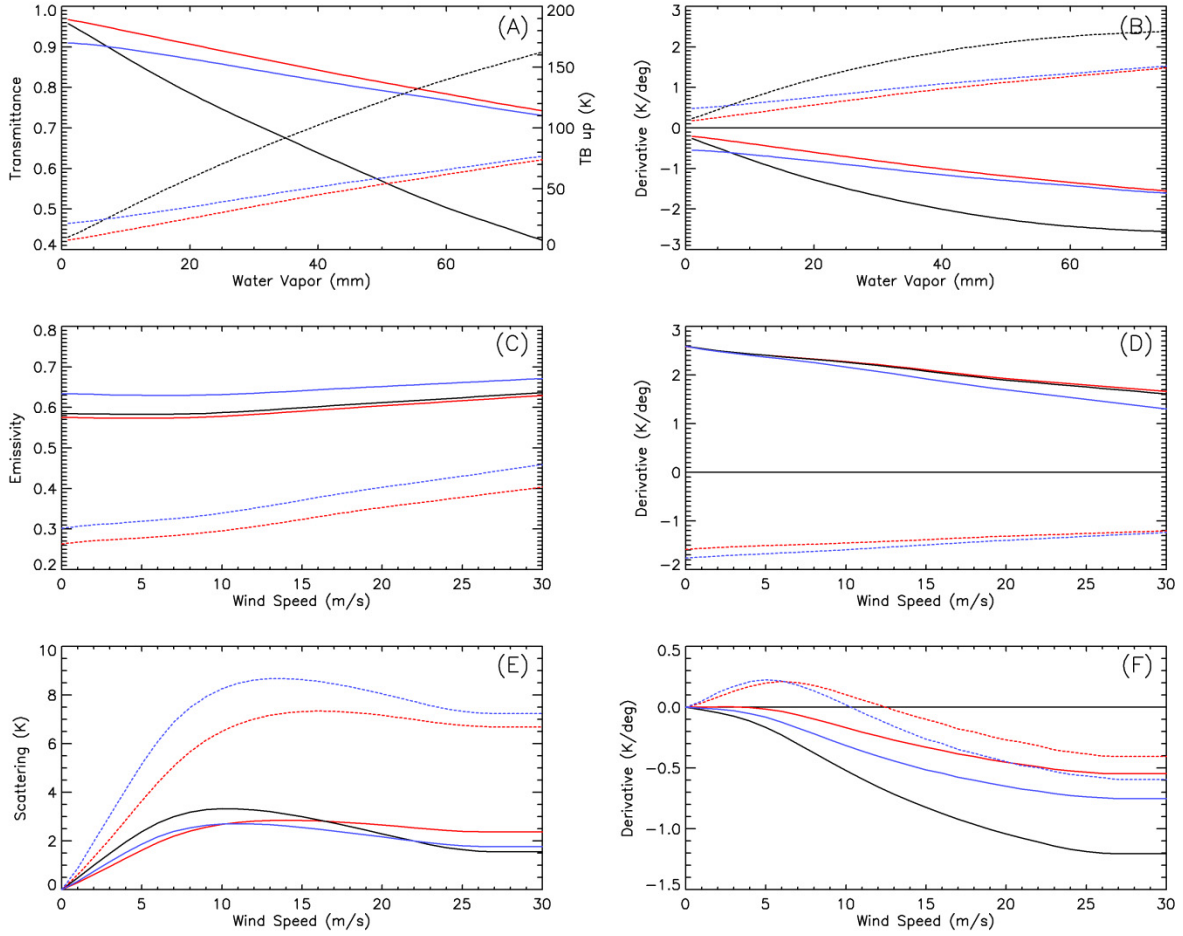 1.0 200 (A)
0.9 150
0.8
0.7 100
0.6 50
0.5
0.4 0
Transmittance
TB up (K)
0 20 40 60
Water Vapor (mm)
3 (B)
2
1
0
−1
−2
−3
Derivative (K/deg)
0 20 40 60
Water Vapor (mm)
0.8 (C)
0.7
0.6
0.5
0.4
0.3
0.2
Emissivity
0 5 10 15 20 25 30
Wind Speed (m/s)
3 (D)
2
1
0
−1
−2
Derivative (K/deg)
0 5 10 15 20 25 30
Wind Speed (m/s)
10 (E)
8
6
4
2
0
Scattering (K)
0 5 10 15 20 25 30
Wind Speed (m/s)
0.5 (F)
0.0
−0.5
−1.0
−1.5
Derivative (K/deg)
0 5 10 15 20 25 30
Wind Speed (m/s)